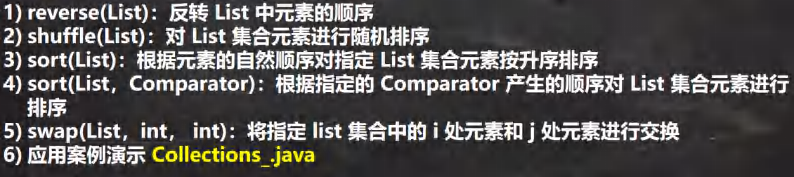 1) reverse(List)：反转 List 中元素的顺序
2) shuffle(List)：对 List 集合元素进行随机排序
3) sort(List)：根据元素的自然顺序对指定 List 集合元素按升序排序
4) sort(List，Comparator)：根据指定的 Comparator 产生的顺序对 List 集合元素进行
排序
5) swap(List，int， int)：将指定 list 集合中的 i 处元素和 j 处元素进行交换
6) 应用案例演示 Collections_.java